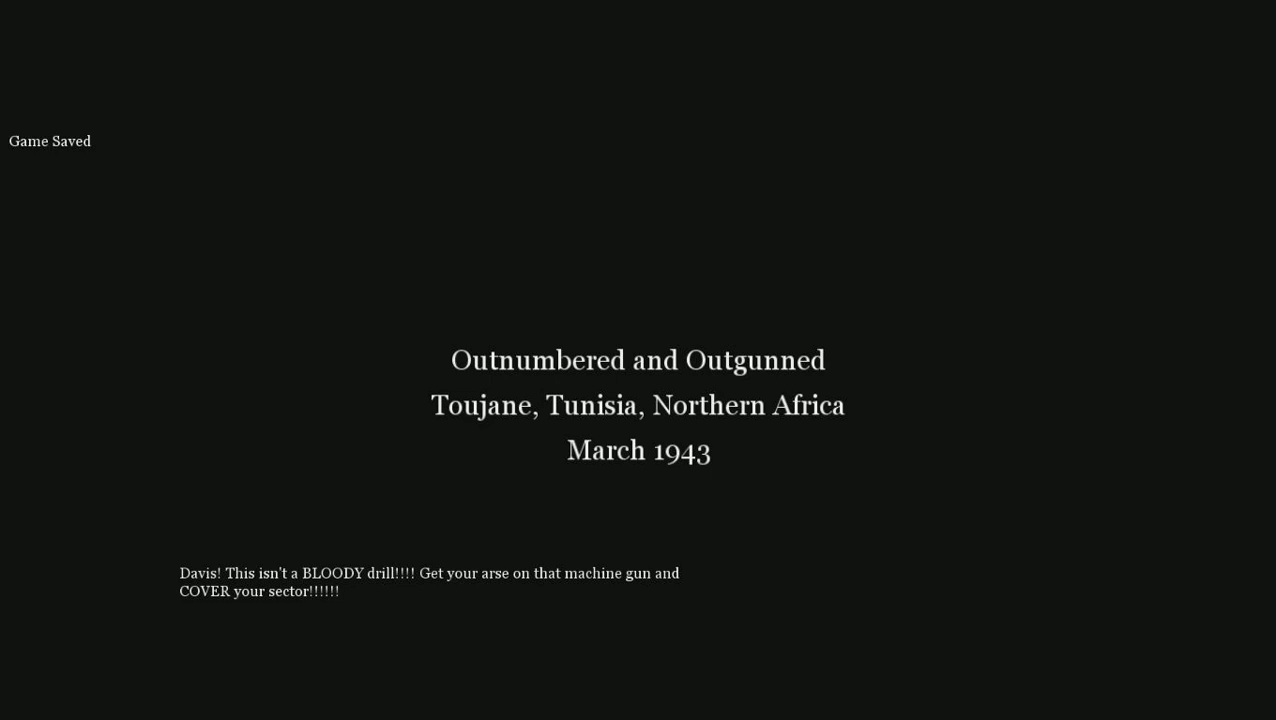 Game Saved
Outnumbered and Outgunned
Toujane, Tunisia, Northern Africa
March 1943
Davis! This isn't a BLOODY drill!!!! Get your arse on that machine gun and
COVER your sector!!!!!!